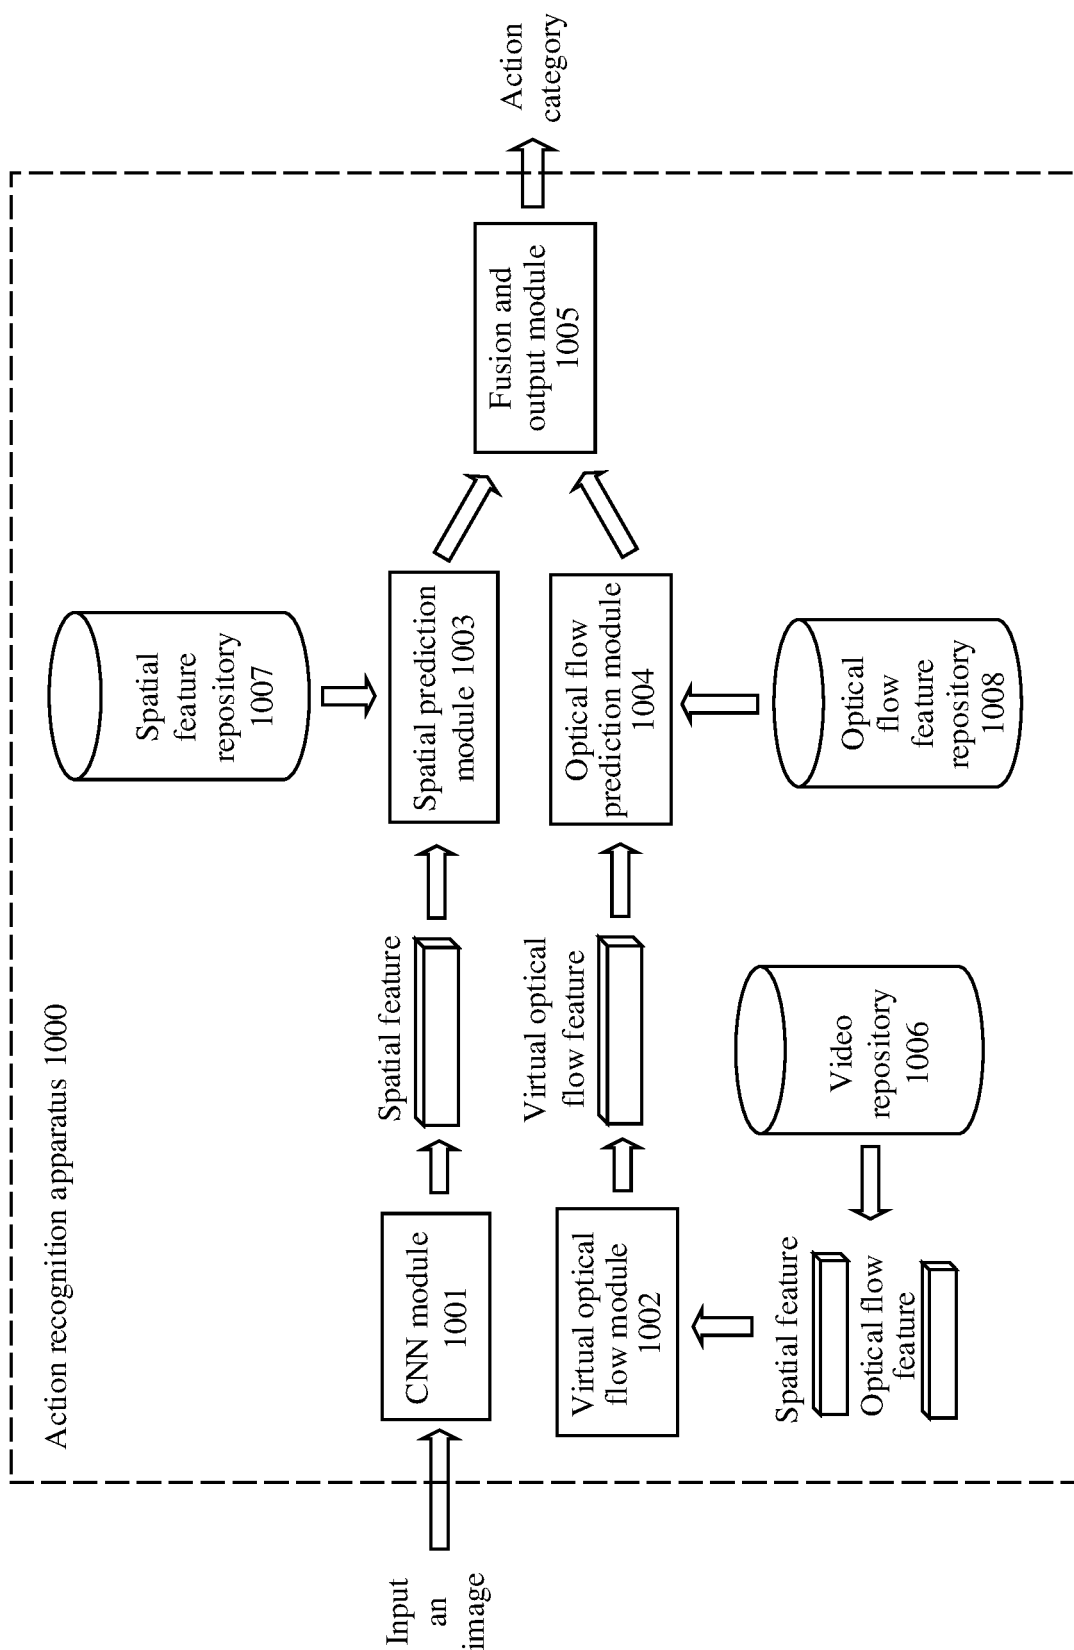 Action recognition apparatus 1000
Input
an
image
CNN module
1001
Spatial feature
Spatial
feature
repository
1007
Spatial prediction
module 1003
Virtual optical
flow module
1002
Virtual optical
flow feature
Optical flow
prediction module
1004
Fusion and
output module
1005
Action
category
Spatial feature
Optical flow
feature
Video
repository
1006
Optical
flow
feature
repository
1008